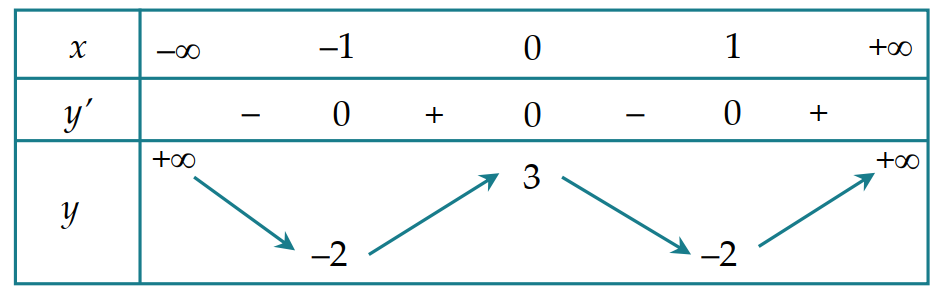 x –∞ –1 0 1 +∞
y′ – 0 + 0 – 0 +
+∞ 3 +∞
y
–2 –2